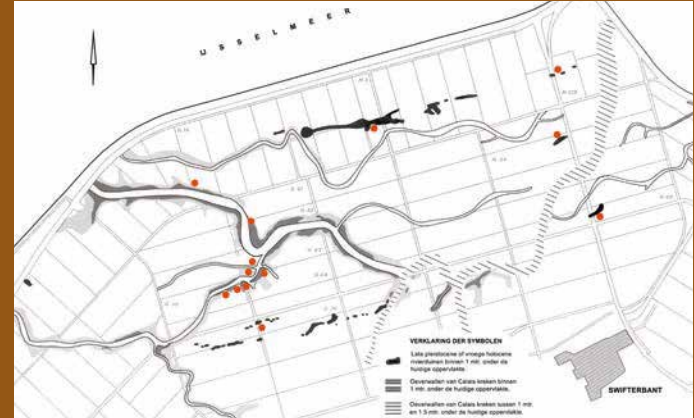 IJSSELMEER
VERKLARING DER SYMBOLEN
Late pleistocene of vroege holocene
rivierduinen binnen 1 mtr. onder de
huidige oppervlakte.
Oeverwallen van Calais kreken binnen
1 mtr. onder de huidige oppervlakte.
Oeverwallen van Calais kreken tussen 1 mtr.
en 1.5 mtr. onder de huidige oppervlakte.
SWIFTERBANT